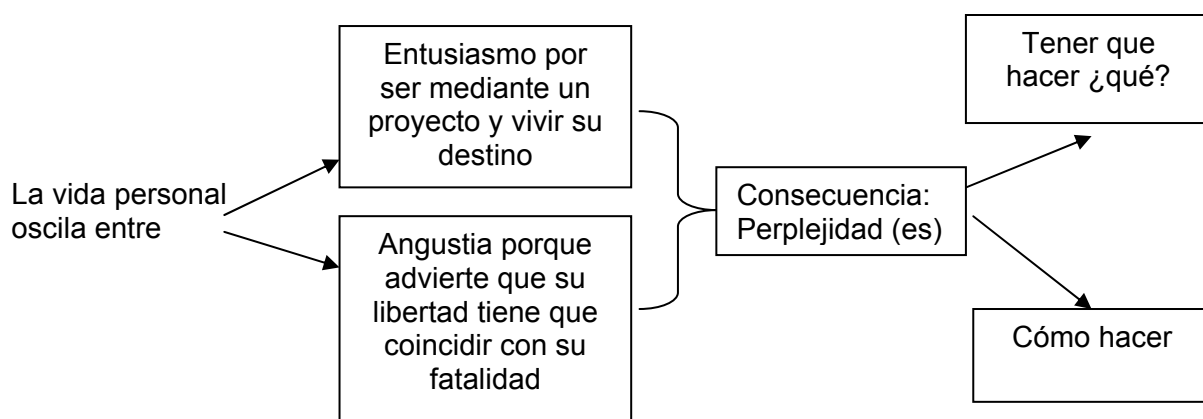 La vida personal
oscila entre
Entusiasmo por
ser mediante un
proyecto y vivir su
destino
Angustia porque
advierte que su
libertad tiene que
coincidir con su
fatalidad
Consecuencia:
Perplejidad (es)
Tener que
hacer ¿qué?
Cómo hacer